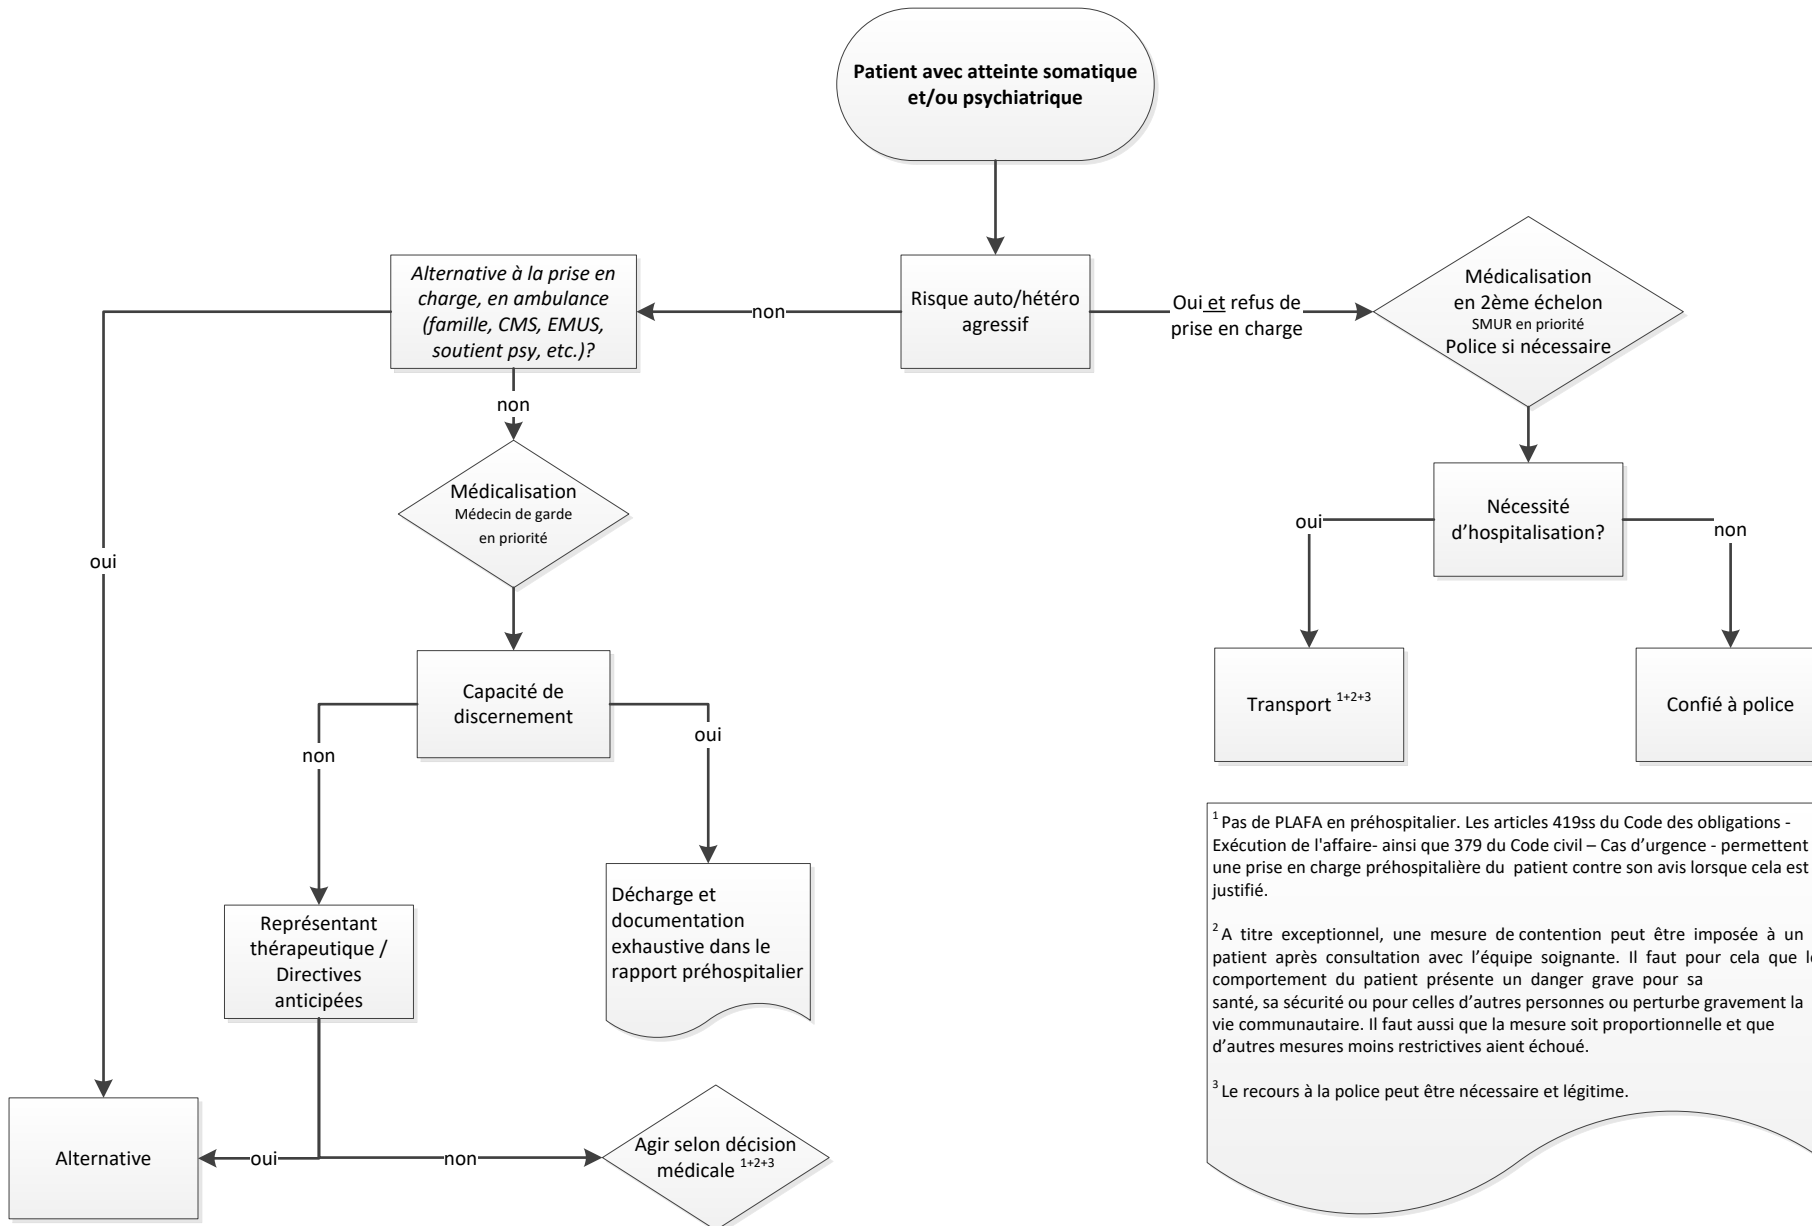 Patient avec atteinte somatique
et/ou psychiatrique
Alternative à la prise en
charge, en ambulance
(famille, CMS, EMUS,
soutient psy, etc.)?
non
Risque auto/hétéro
agressif
Oui et refus de
prise en charge
Médicalisation
en 2ème échelon
SMUR en priorité
Police si nécessaire
non
Médicalisation
Médecin de garde
en priorité
oui
oui
Nécessité
d'hospitalisation?
non
Capacité de
discernement
non
oui
Transport 1+2+3
Confié à police
Représentant
thérapeutique /
Directives
anticipées
Décharge et
documentation
exhaustive dans le
rapport préhospitalier
Alternative
oui
non
Agir selon décision
médicale 1+2+3
1 Pas de PLAFA en préhospitalier. Les articles 419ss du Code des obligations -
Exécution de l'affaire- ainsi que 379 du Code civil – Cas d'urgence - permettent
une prise en charge préhospitalière du patient contre son avis lorsque cela est
justifié.
2 A titre exceptionnel, une mesure de contention peut être imposée à un
patient après consultation avec l'équipe soignante. Il faut pour cela que le
comportement du patient présente un danger grave pour sa
santé, sa sécurité ou pour celles d'autres personnes ou perturbe gravement la
vie communautaire. Il faut aussi que la mesure soit proportionnelle et que
d'autres mesures moins restrictives aient échoué.
3 Le recours à la police peut être nécessaire et légitime.